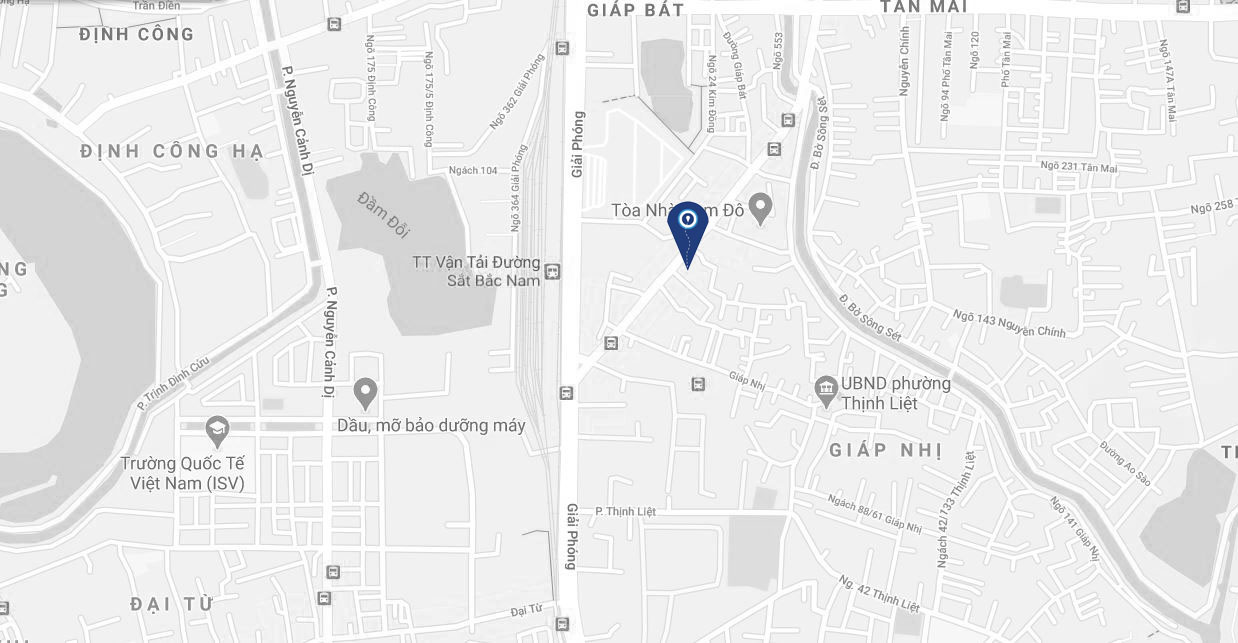 Trần Điền
GIÁP BÁT
TÂN MAI
ĐỊNH CÔNG
Ngõ 175 Định Công
Ngõ 175/5 Định Công
Ngõ 362 Giải Phóng
Đường Giáp Bát
Ngõ 553
Ngõ 24 Kim Đồng
Nguyễn Chính
Ngõ 94 Phố Tân Mai
Ngõ 120
Phố Tân Mai
Ngõ 147A Tân Mai
P. Nguyễn Cảnh Dị
Giải Phóng
Đ. Bờ Sông Sét
ĐỊNH CÔNG HẠ
Ngách 104
Ngõ 364 Giải Phóng
Ngõ 231 Tân Mai
Đầm Đỗi
Tòa Nhà
Đô
Ngõ 258
NG
TT Vận Tải Đường
Sắt Bắc Nam
P. Nguyễn Cảnh Dị
Đ. Bờ Sông Sét
Ngõ 143 Nguyễn Chính
P. Trịnh Đình Cửu
Giáp Nhị
UBND phường
Thịnh Liệt
Dầu, mỡ bảo dưỡng máy
GIÁP NHỊ
Đường Ao Sào
Trường Quốc Tế
Việt Nam (ISV)
Giải Phóng
P. Thịnh Liệt
Ngách 88/61 Giáp Nhị
Ngách 42/133 Thịnh Liệt
Ngõ 141 Giáp Nhị
Ng. 42 Thịnh Liệt
ĐẠI TỪ
Đại Từ